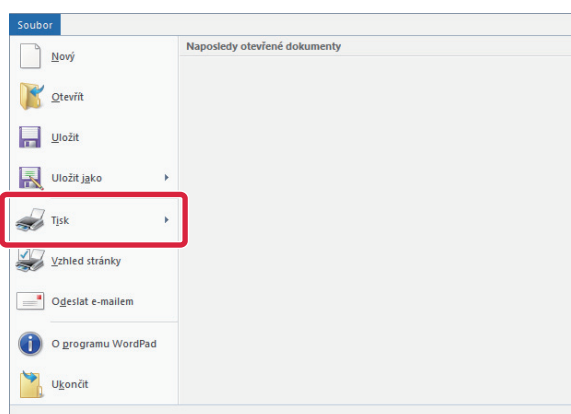 Soubor
Naposledy otevřené dokumenty
Nový
Otevřít
Uložit
Uložit jako
Tisk
Vzhled stránky
Odeslat e-mailem
O programu WordPad
Ukončit